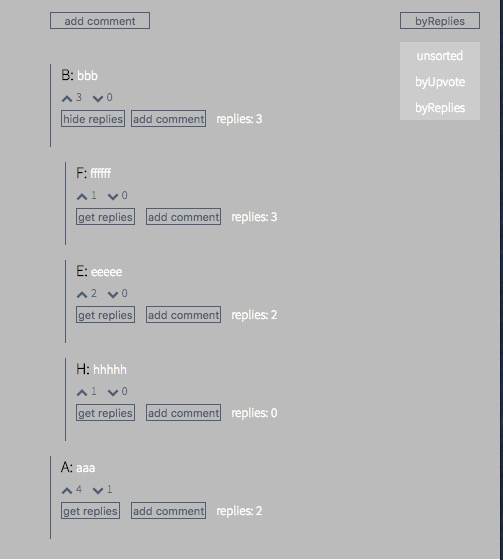 add comment
byReplies
unsorted
byUpvote
byReplies
B: bbb
3 0
hide replies add comment replies: 3
F: ffffff
1 0
get replies add comment replies: 3
E: eeeee
2 0
get replies add comment replies: 2
H: hhhhh
1 0
get replies add comment replies: 0
A: aaa
4 1
get replies add comment replies: 2